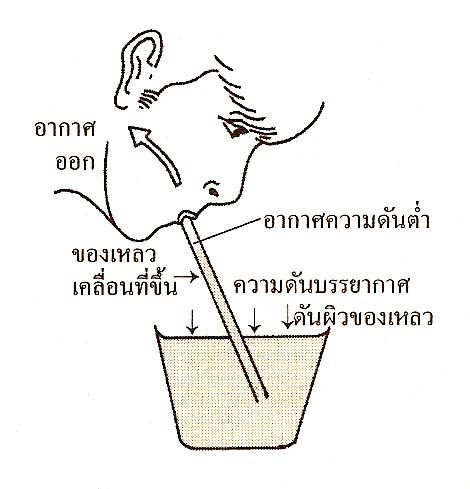 อากาศ
ออก
อากาศความดันต่ำ
ของเหลว
เคลื่อนที่ขึ้น
ความดันบรรยากาศ
ดันผิวของเหลว